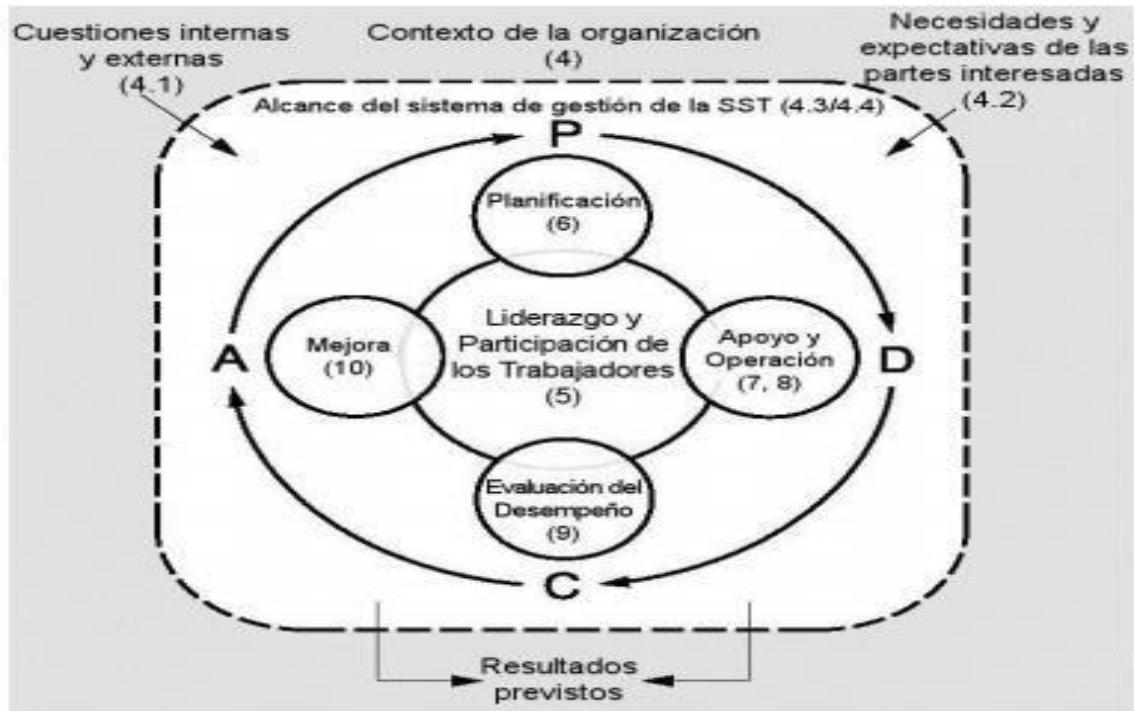 Cuestiones internas
y externas
(4.1)
Contexto de la organización
(4)
Necesidades y
expectativas de las
partes interesadas
(4.2)
Alcance del sistema de gestión de la SST (4.3/4.4)
P
Planificación
(6)
A
Mejora
(10)
Liderazgo y
Participación de
los Trabajadores
(5)
Apoyo y
Operación
(7, 8)
D
Evaluación del
Desempeño
(9)
C
Resultados
previstos